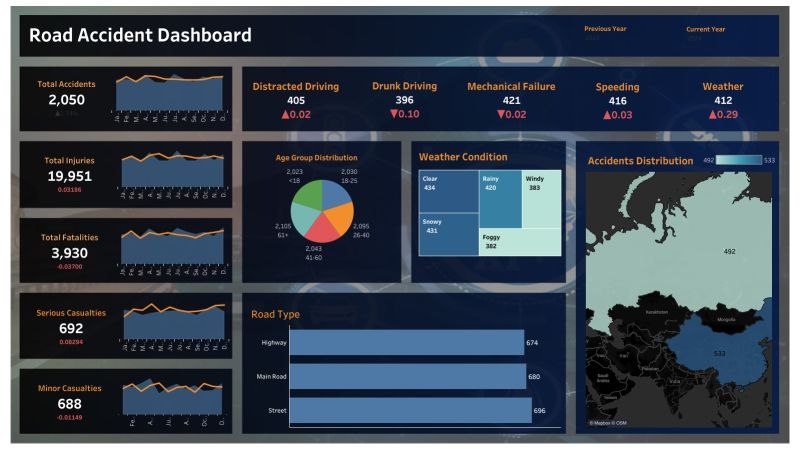 Road Accident Dashboard
Previous Year
Current Year
Total Accidents
2,050
Ja.
Fe.
M.
A.
M.
Ju.
Ju.
A.
Se.
Oc.
N.
D.
Distracted Driving
405
▲0.02
Drunk Driving
396
▼0.10
Mechanical Failure
421
▼0.02
Speeding
416
▲0.03
Weather
412
▲0.29
Total Injuries
19,951
0.03186
Ja.
Fe.
M.
A.
M.
Ju.
Ju.
A.
Se.
Oc.
N.
D.
Total Fatalities
3,930
-0.03700
Ja.
Fe.
M.
A.
M.
Ju.
Ju.
A.
Se.
Oc.
N.
D.
Serious Casualties
692
0.08294
Ja.
Fe.
M.
A.
M.
Ju.
Ju.
A.
Se.
Oc.
N.
D.
Minor Casualties
688
-0.01149
Fe.
A.
Ju.
A.
Oc.
D.
Age Group Distribution
2,023
<18
2,030
18-25
2,105
61+
2,095
26-40
2,043
41-60
Weather Condition
Clear
434
Rainy
420
Windy
383
Snowy
431
Foggy
382
Road Type
Highway
674
Main Road
680
Street
696
Accidents Distribution
492
533
492
Kazakhstan
Mongolia
533
Iran
Pakistan
Saudi
Arabia
India
© Mapbox © OSM